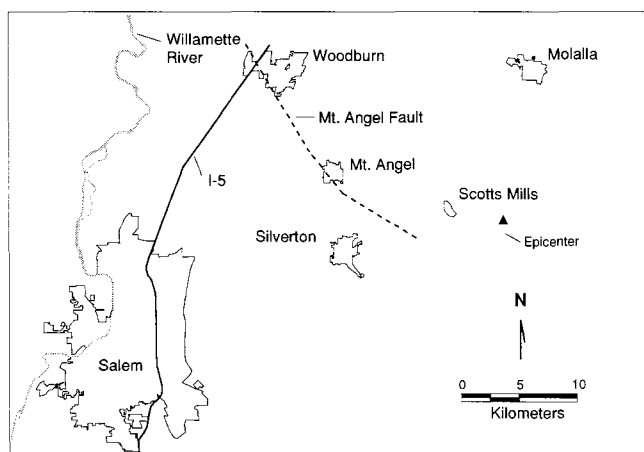 Willamette
River
Woodburn
Molalla
Mt. Angel Fault
Mt. Angel
I-5
Scotts Mills
Silverton
Epicenter
N
Salem
0 5 10
Kilometers